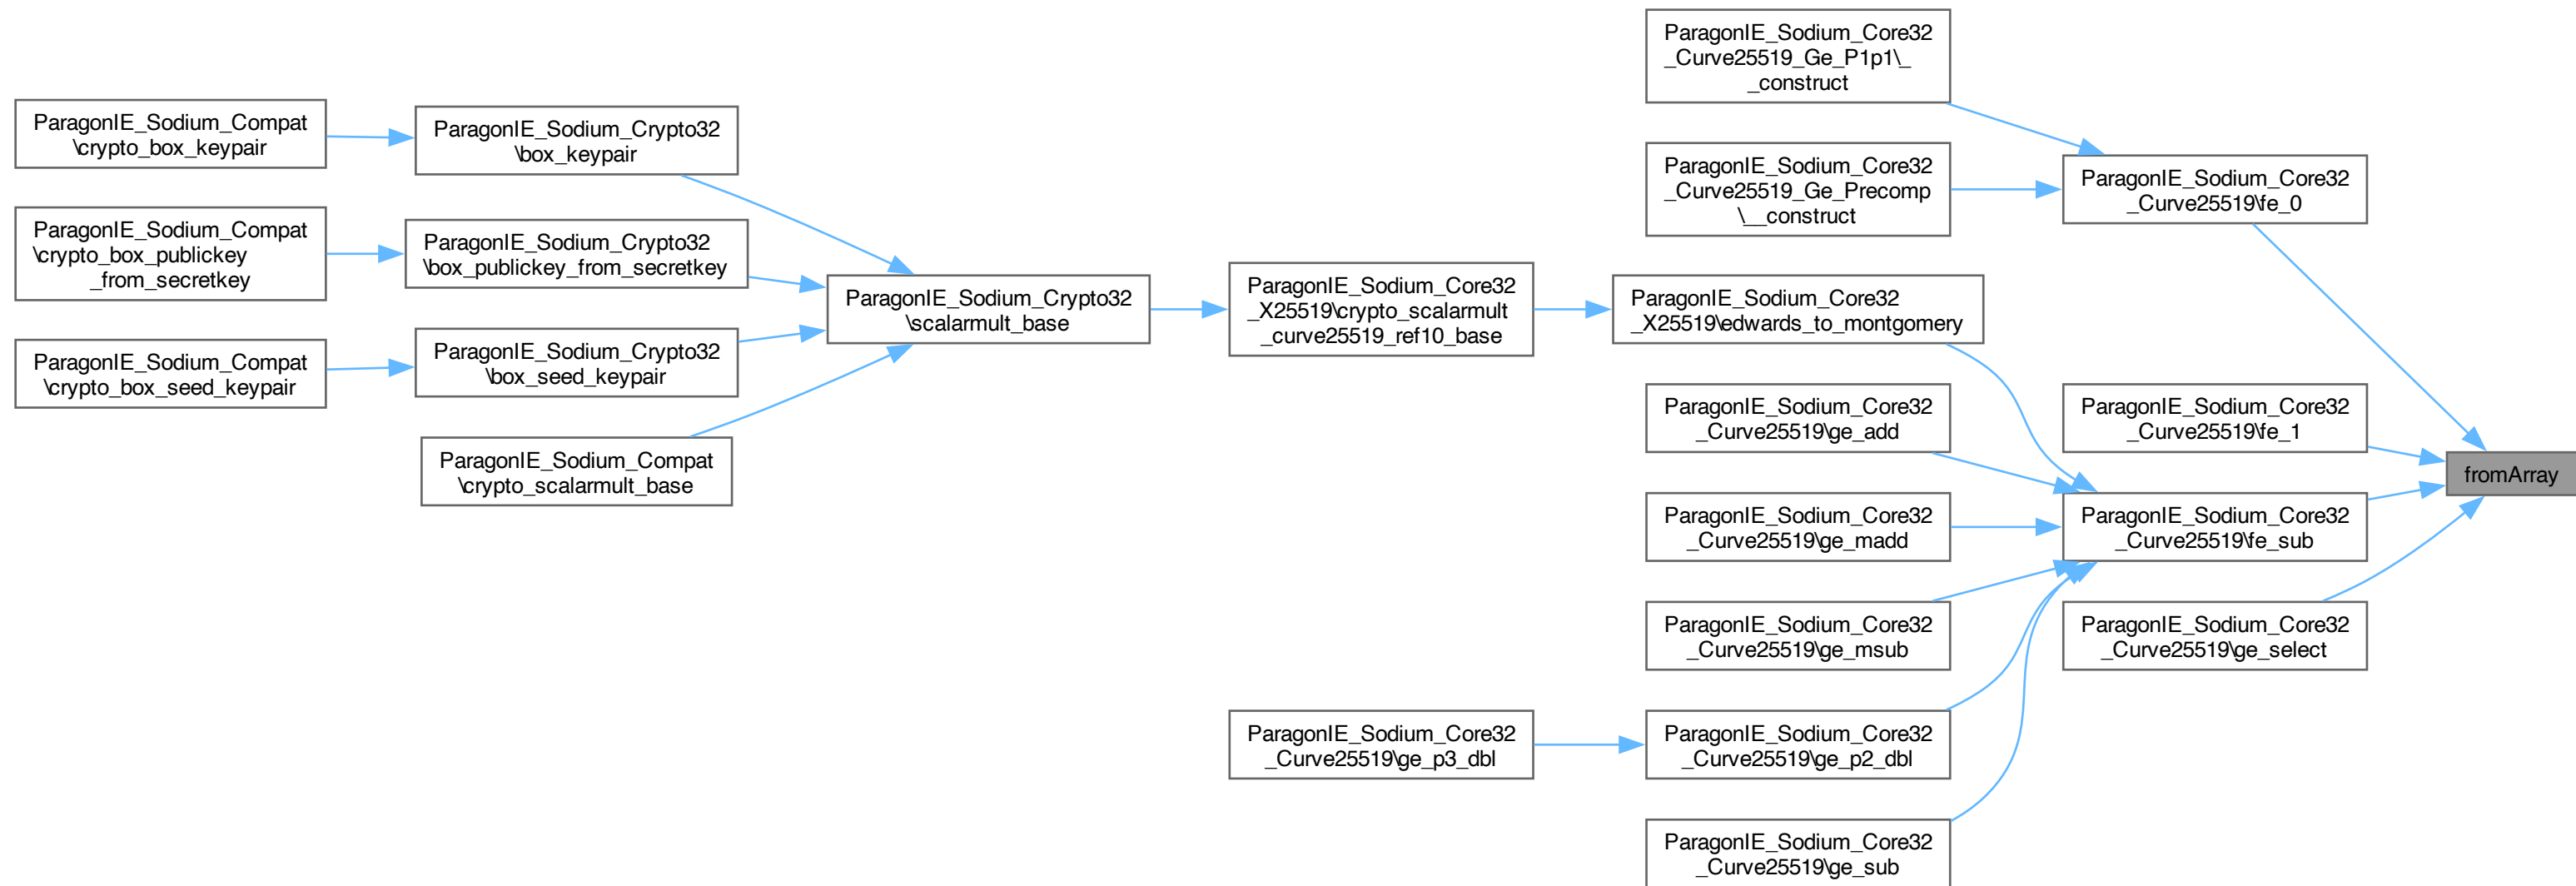 ParagonIE_Sodium_Core32
_Curve25519_Ge_P1p1\_
_construct
ParagonIE_Sodium_Compat
\crypto_box_keypair
ParagonIE_Sodium_Crypto32
\box_keypair
ParagonIE_Sodium_Core32
_Curve25519_Ge_Precomp
\__construct
ParagonIE_Sodium_Core32
_Curve25519\fe_0
ParagonIE_Sodium_Compat
\crypto_box_publickey
_from_secretkey
ParagonIE_Sodium_Crypto32
\box_publickey_from_secretkey
ParagonIE_Sodium_Crypto32
\scalarmult_base
ParagonIE_Sodium_Core32
_X25519\crypto_scalarmult
_curve25519_ref10_base
ParagonIE_Sodium_Core32
_X25519\edwards_to_montgomery
ParagonIE_Sodium_Compat
\crypto_box_seed_keypair
ParagonIE_Sodium_Crypto32
\box_seed_keypair
ParagonIE_Sodium_Core32
_Curve25519\ge_add
ParagonIE_Sodium_Core32
_Curve25519\fe_1
ParagonIE_Sodium_Compat
\crypto_scalarmult_base
fromArray
ParagonIE_Sodium_Core32
_Curve25519\ge_madd
ParagonIE_Sodium_Core32
_Curve25519\fe_sub
ParagonIE_Sodium_Core32
_Curve25519\ge_msub
ParagonIE_Sodium_Core32
_Curve25519\ge_select
ParagonIE_Sodium_Core32
_Curve25519\ge_p3_dbl
ParagonIE_Sodium_Core32
_Curve25519\ge_p2_dbl
ParagonIE_Sodium_Core32
_Curve25519\ge_sub